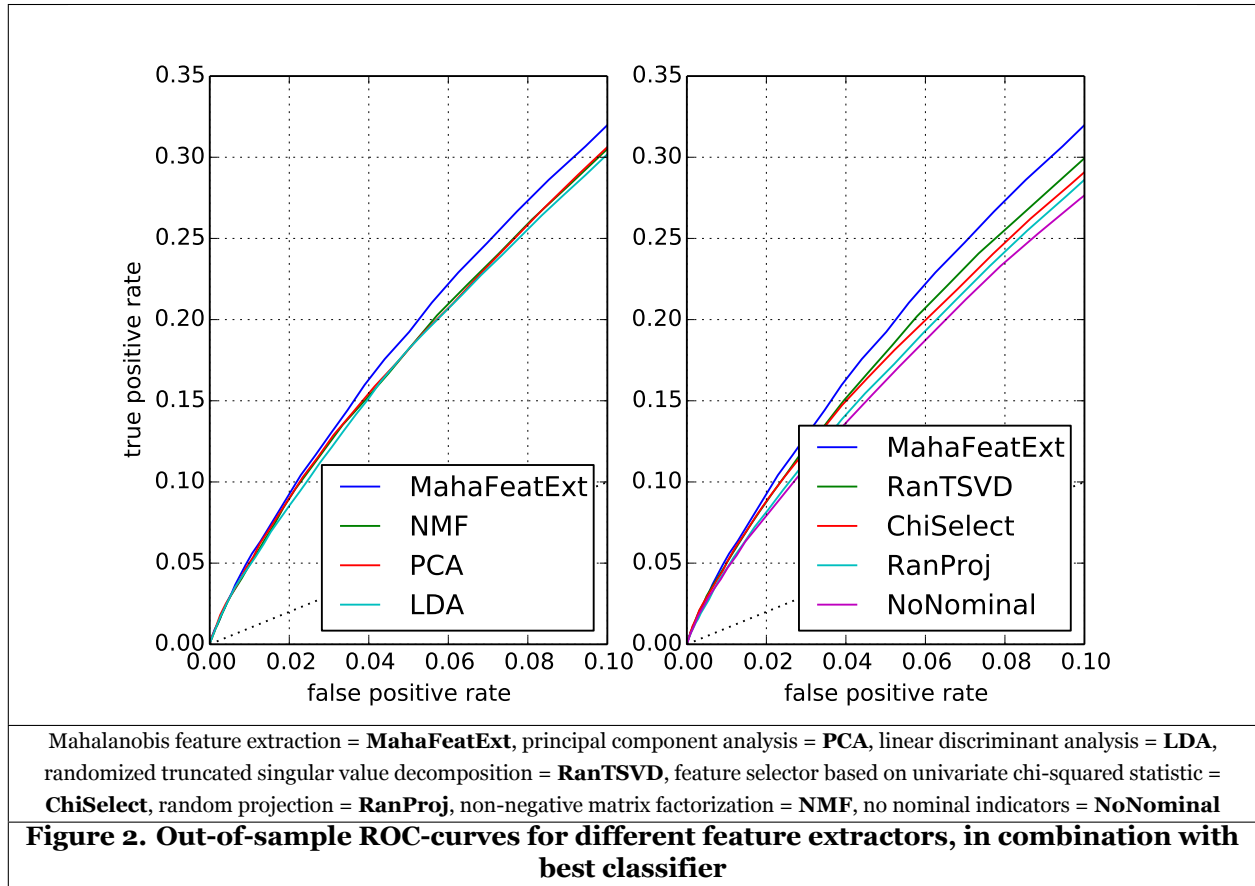 0.35
0.30
0.25
0.20
0.15
0.10
0.05
0.00
true positive rate
0.00 0.02 0.04 0.06 0.08 0.10
false positive rate
MahaFeatExt
NMF
PCA
LDA
0.35
0.30
0.25
0.20
0.15
0.10
0.05
0.00
0.00 0.02 0.04 0.06 0.08 0.10
false positive rate
MahaFeatExt
RanTSVD
ChiSelect
RanProj
NoNominal
Mahalanobis feature extraction = MahaFeatExt, principal component analysis = PCA, linear discriminant analysis = LDA,
randomized truncated singular value decomposition = RanTSVD, feature selector based on univariate chi-squared statistic =
ChiSelect, random projection = RanProj, non-negative matrix factorization = NMF, no nominal indicators = NoNominal
Figure 2. Out-of-sample ROC-curves for different feature extractors, in combination with
best classifier